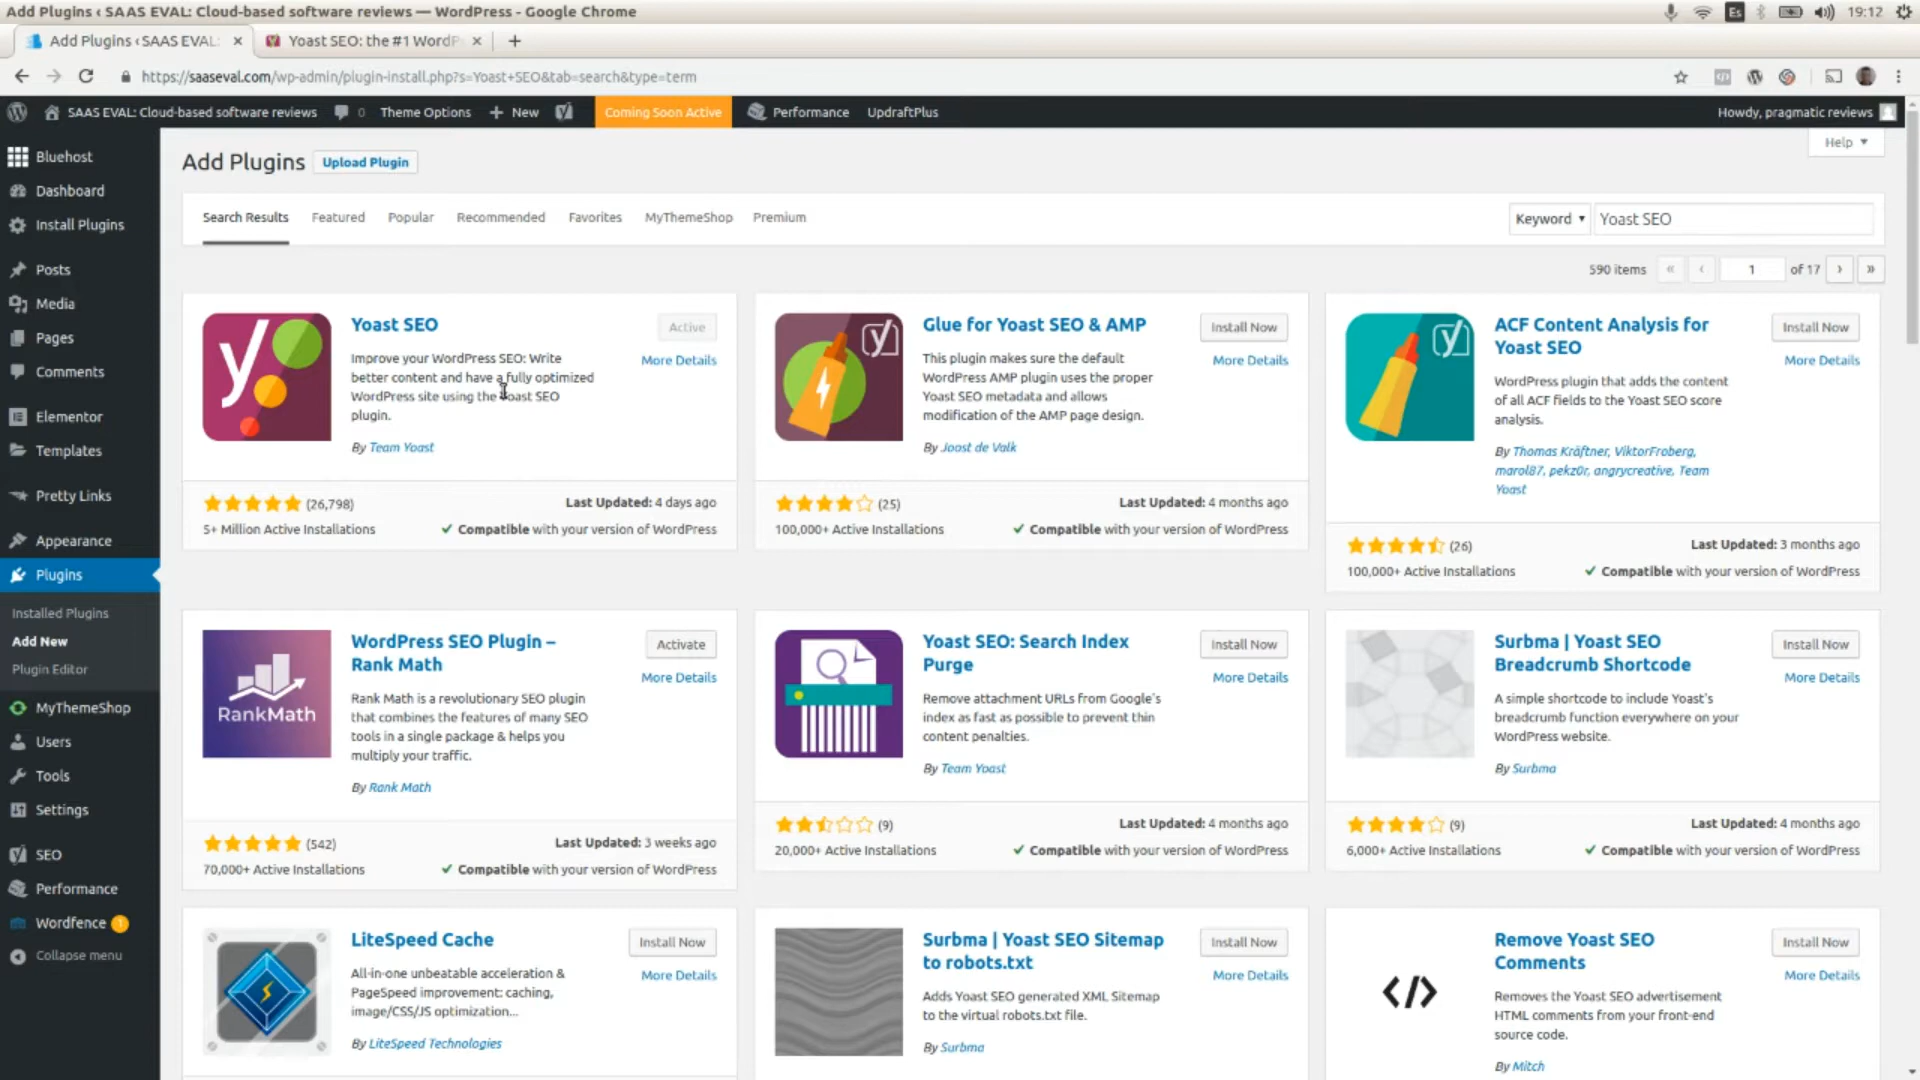 Add Plugins ‹ SAAS EVAL: Cloud-based software reviews — WordPress - Google Chrome
Es
19:12
Add Plugins ‹ SAAS EVAL:
Yoast SEO: the #1 WordP
https://saaseval.com/wp-admin/plugin-install.php?s=Yoast+SEO&tab=search&type=term
SAAS EVAL: Cloud-based software reviews
0
Theme Options
New
Coming Soon Active
Performance
UpdraftPlus
Howdy, pragmatic reviews
Bluehost
Dashboard
Install Plugins
Posts
Media
Pages
Comments
Elementor
Templates
Pretty Links
Appearance
Plugins
Installed Plugins
Add New
Plugin Editor
MyThemeShop
Users
Tools
Settings
SEO
Performance
Wordfence 1
Collapse menu
Add Plugins
Upload Plugin
Help
Search Results
Featured
Popular
Recommended
Favorites
MyThemeShop
Premium
Keyword
Yoast SEO
590 items
«
‹
1
of 17
›
»
Yoast SEO
Active
More Details
Improve your WordPress SEO: Write
better content and have a fully optimized
WordPress site using the Yoast SEO
plugin.
By Team Yoast
(26,798)
5+ Million Active Installations
Last Updated: 4 days ago
Compatible with your version of WordPress
Glue for Yoast SEO & AMP
Install Now
More Details
This plugin makes sure the default
WordPress AMP plugin uses the proper
Yoast SEO metadata and allows
modification of the AMP page design.
By Joost de Valk
(25)
100,000+ Active Installations
Last Updated: 4 months ago
Compatible with your version of WordPress
ACF Content Analysis for
Yoast SEO
Install Now
More Details
WordPress plugin that adds the content
of all ACF fields to the Yoast SEO score
analysis.
By Thomas Kräftner, ViktorFroberg,
marol87, pekz0r, angrycreative, Team
Yoast
(26)
100,000+ Active Installations
Last Updated: 3 months ago
Compatible with your version of WordPress
RankMath
WordPress SEO Plugin –
Rank Math
Activate
More Details
Rank Math is a revolutionary SEO plugin
that combines the features of many SEO
tools in a single package & helps you
multiply your traffic.
By Rank Math
(542)
70,000+ Active Installations
Last Updated: 3 weeks ago
Compatible with your version of WordPress
Yoast SEO: Search Index
Purge
Install Now
More Details
Remove attachment URLs from Google's
index as fast as possible to prevent thin
content penalties.
By Team Yoast
(9)
20,000+ Active Installations
Last Updated: 4 months ago
Compatible with your version of WordPress
Surbma | Yoast SEO
Breadcrumb Shortcode
Install Now
More Details
A simple shortcode to include Yoast's
breadcrumb function everywhere on your
WordPress website.
By Surbma
(9)
6,000+ Active Installations
Last Updated: 4 months ago
Compatible with your version of WordPress
LiteSpeed Cache
Install Now
More Details
All-in-one unbeatable acceleration &
PageSpeed improvement: caching,
image/CSS/JS optimization...
By LiteSpeed Technologies
Surbma | Yoast SEO Sitemap
to robots.txt
Install Now
More Details
Adds Yoast SEO generated XML Sitemap
to the virtual robots.txt file.
By Surbma
</>
Remove Yoast SEO
Comments
Install Now
More Details
Removes the Yoast SEO advertisement
HTML comments from your front-end
source code.
By Mitch